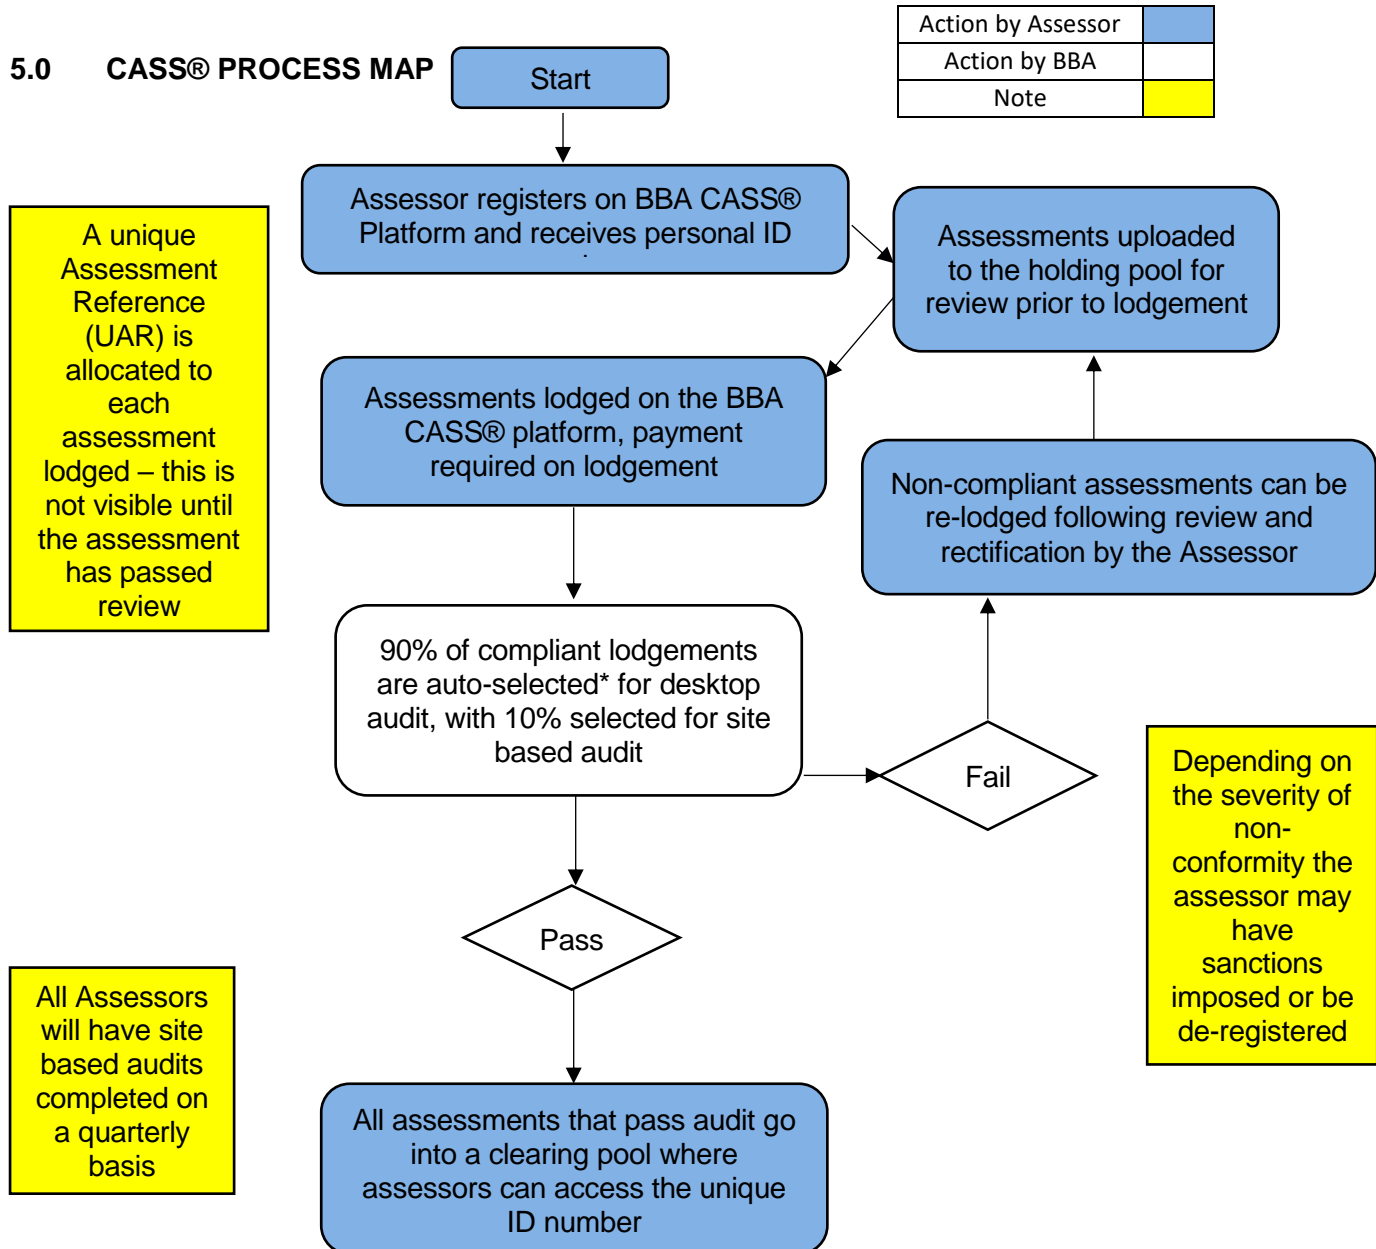 5.0 CASS® PROCESS MAP
Start
Action by Assessor
Action by BBA
Note
Assessor registers on BBA CASS®
Platform and receives personal ID
A unique
Assessment
Reference
(UAR) is
allocated to
each
assessment
lodged – this is
not visible until
the assessment
has passed
review
Assessments uploaded
to the holding pool for
review prior to lodgement
Assessments lodged on the BBA
CASS® platform, payment
required on lodgement
Non-compliant assessments can be
re-lodged following review and
rectification by the Assessor
90% of compliant lodgements
are auto-selected* for desktop
audit, with 10% selected for site
based audit
Fail
Depending on
the severity of
non-
conformity the
assessor may
have
sanctions
imposed or be
de-registered
Pass
All Assessors
will have site
based audits
completed on
a quarterly
basis
All assessments that pass audit go
into a clearing pool where
assessors can access the unique
ID number